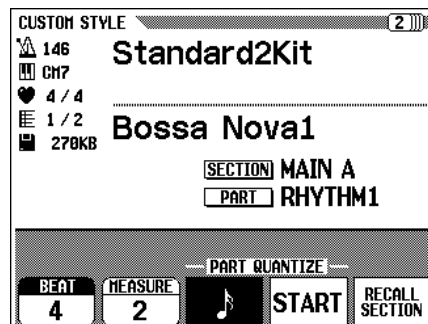 CUSTOM STYLE
2
146
CM7
4 / 4
1 / 2
270KB
Standard2Kit
Bossa Nova1
SECTION MAIN A
PART RHYTHM1
PART QUANTIZE
BEAT
4
MEASURE
2
START
RECALL
SECTION